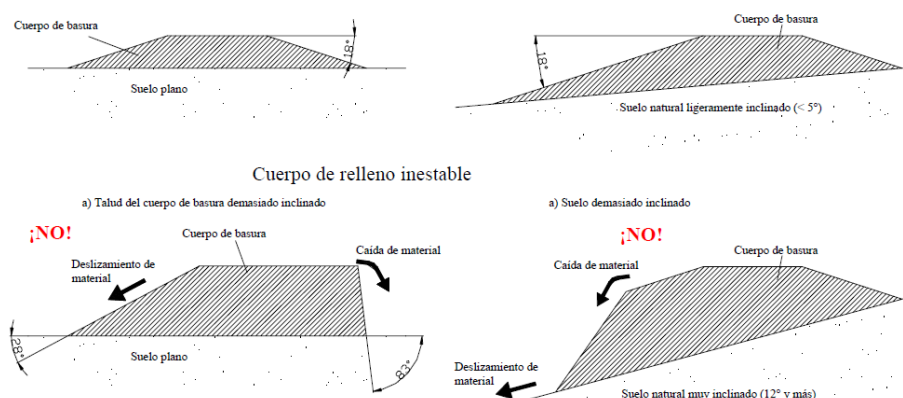 Cuerpo de basura
18°
Suelo plano
Cuerpo de basura
18°
Suelo natural ligeramente inclinado (< 5°)
Cuerpo de relleno inestable
a) Talud del cuerpo de basura demasiado inclinado
¡NO!
Cuerpo de basura
Caída de material
Deslizamiento de
material
28°
Suelo plano
83°
a) Suelo demasiado inclinado
¡NO!
Cuerpo de basura
Caída de material
Deslizamiento de
material
Suelo natural muy inclinado (12° y más)